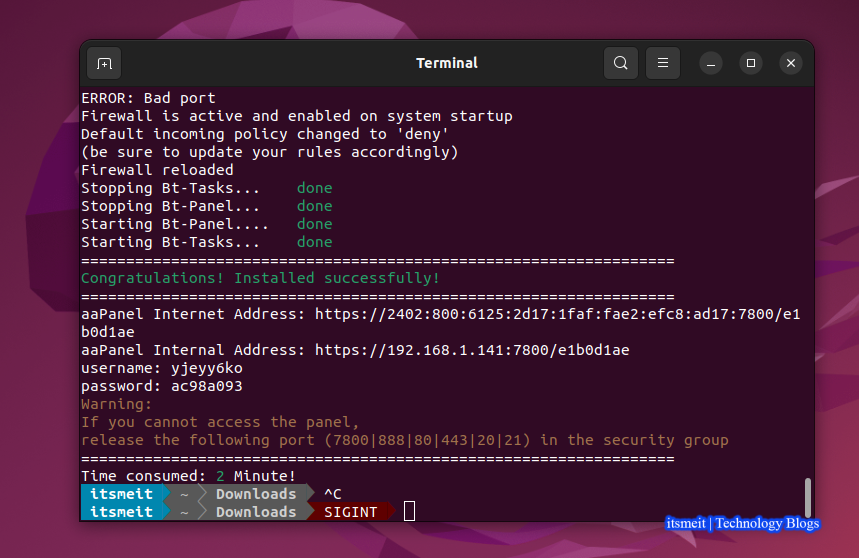 Terminal
ERROR: Bad port
Firewall is active and enabled on system startup
Default incoming policy changed to 'deny'
(be sure to update your rules accordingly)
Firewall reloaded
Stopping Bt-Tasks...    done
Stopping Bt-Panel...    done
Starting Bt-Panel....   done
Starting Bt-Tasks...    done
==================================================================
Congratulations! Installed successfully!
==================================================================
aaPanel Internet Address: https://2402:800:6125:2d17:1faf:fae2:efc8:ad17:7800/e1
b0d1ae
aaPanel Internal Address: https://192.168.1.141:7800/e1b0d1ae
username: yjeyy6ko
password: ac98a093
Warning:
If you cannot access the panel,
release the following port (7800|888|80|443|20|21) in the security group
==================================================================
Time consumed: 2 Minute!
itsmeit ~ Downloads ^C
itsmeit ~ Downloads SIGINT
itsmeit | Technology Blogs